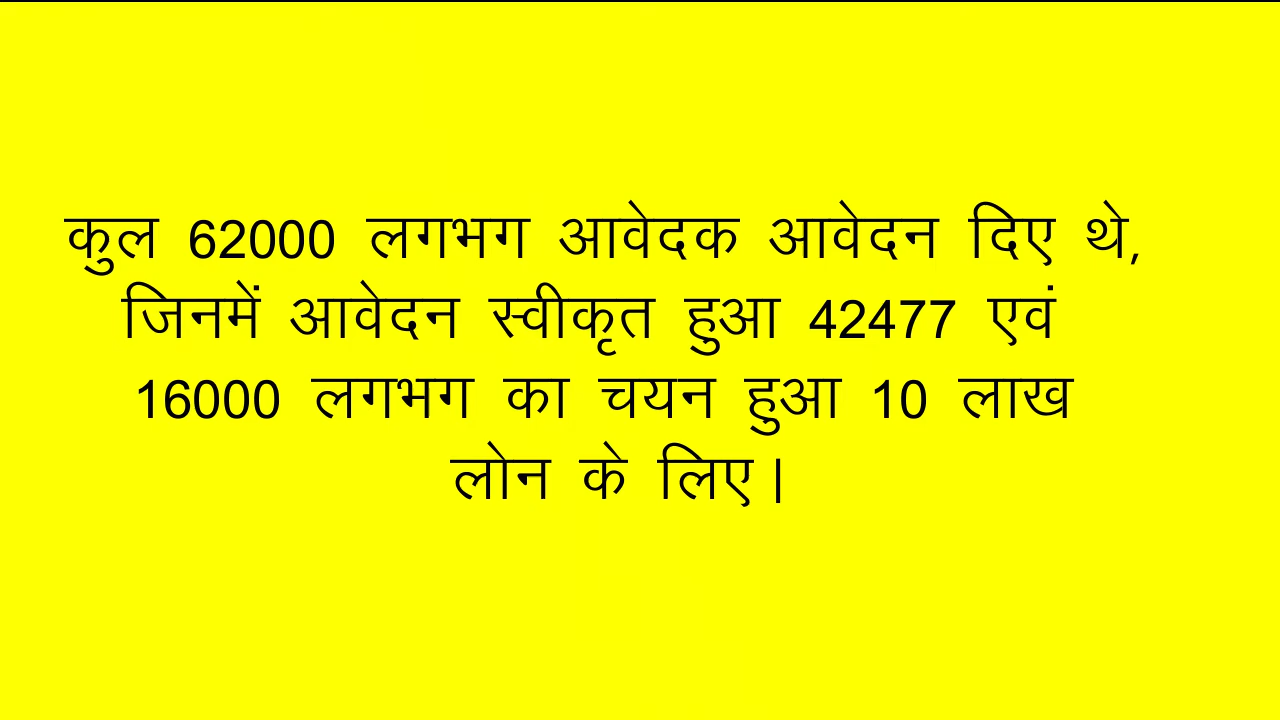 कुल 62000 लगभग आवेदक आवेदन दिए थे,
जिनमें आवेदन स्वीकृत हुआ 42477 एवं
16000 लगभग का चयन हुआ 10 लाख
लोन के लिए।